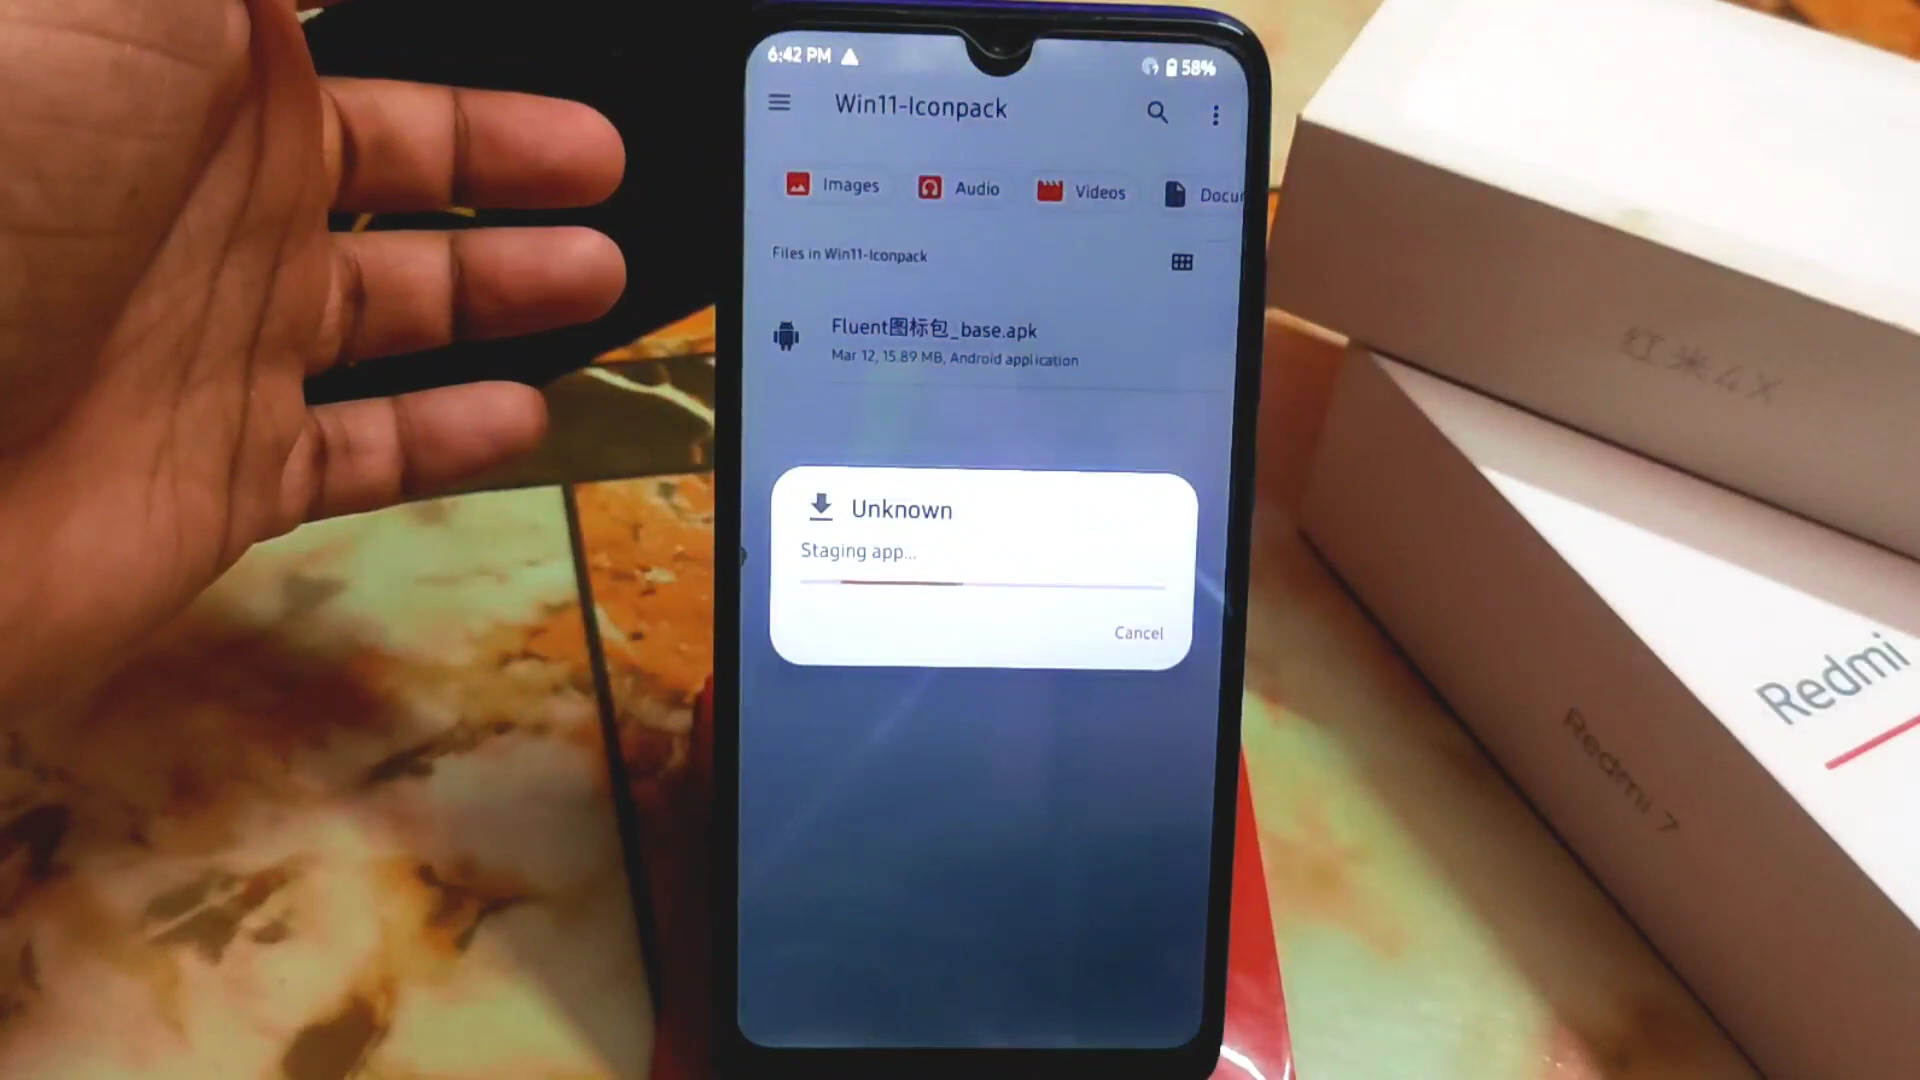 6:42 PM
58%
Win11-Iconpack
Images
Audio
Videos
Docur
Files in Win11-Iconpack
Fluent图标包_base.apk
Mar 12, 15.89 MB, Android application
Unknown
Staging app...
Cancel
红米4X
Redmi
Redmi 7